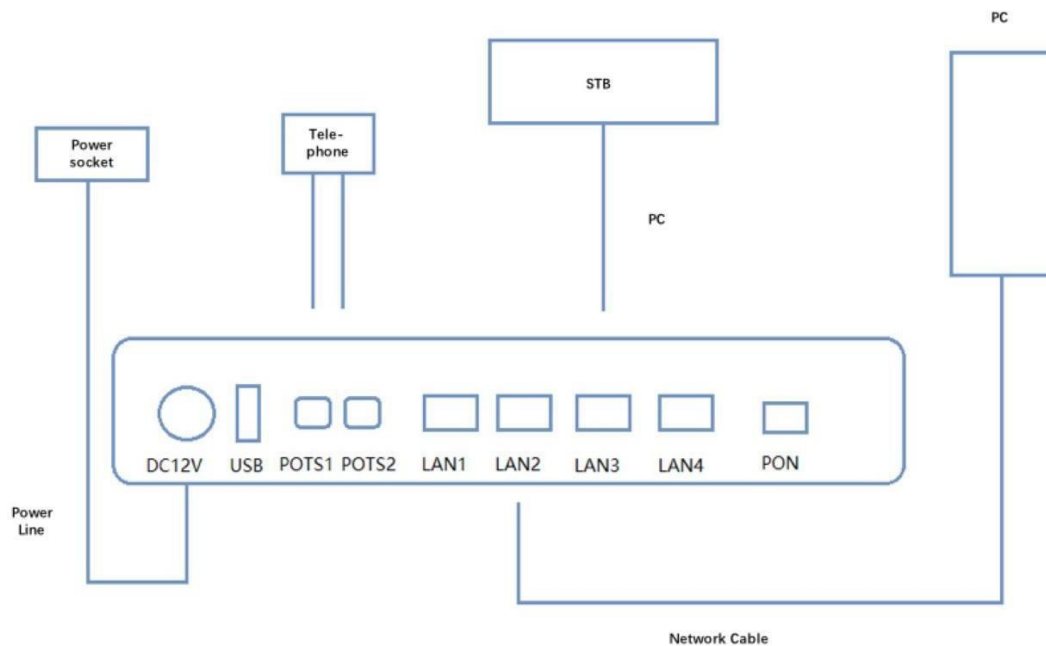 PC
STB
Power
socket
Tele-
phone
PC
DC12V USB POTS1 POTS2 LAN1 LAN2 LAN3 LAN4 PON
Power
Line
Network Cable